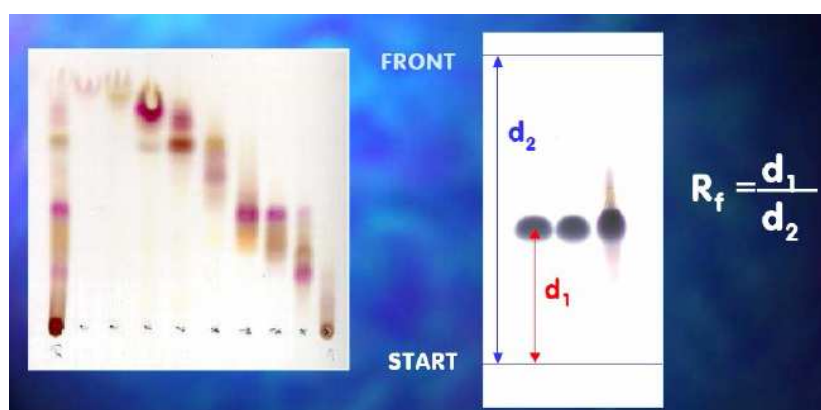 FRONT
d2
Rf = d1
d2
d1
START